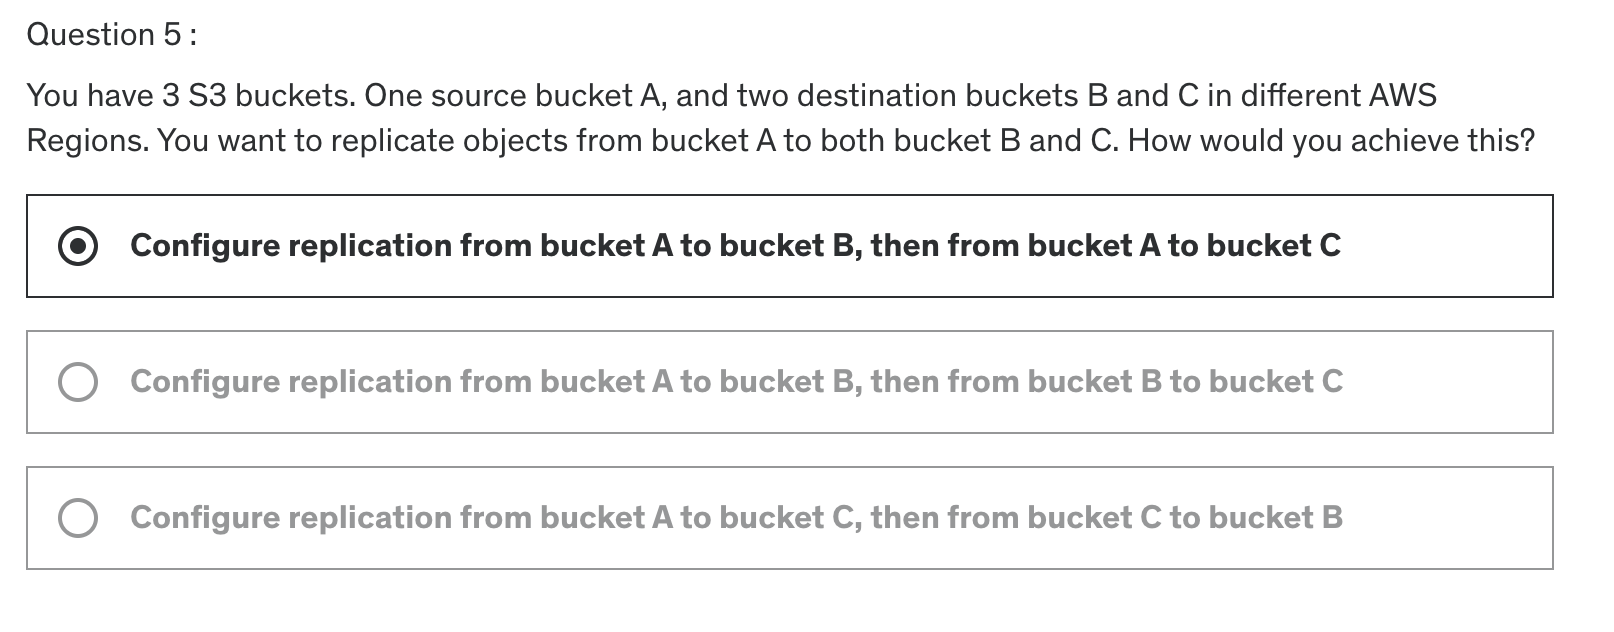 Question 5 :
You have 3 S3 buckets. One source bucket A, and two destination buckets B and C in different AWS
Regions. You want to replicate objects from bucket A to both bucket B and C. How would you achieve this?
Configure replication from bucket A to bucket B, then from bucket A to bucket C
Configure replication from bucket A to bucket B, then from bucket B to bucket C
Configure replication from bucket A to bucket C, then from bucket C to bucket B